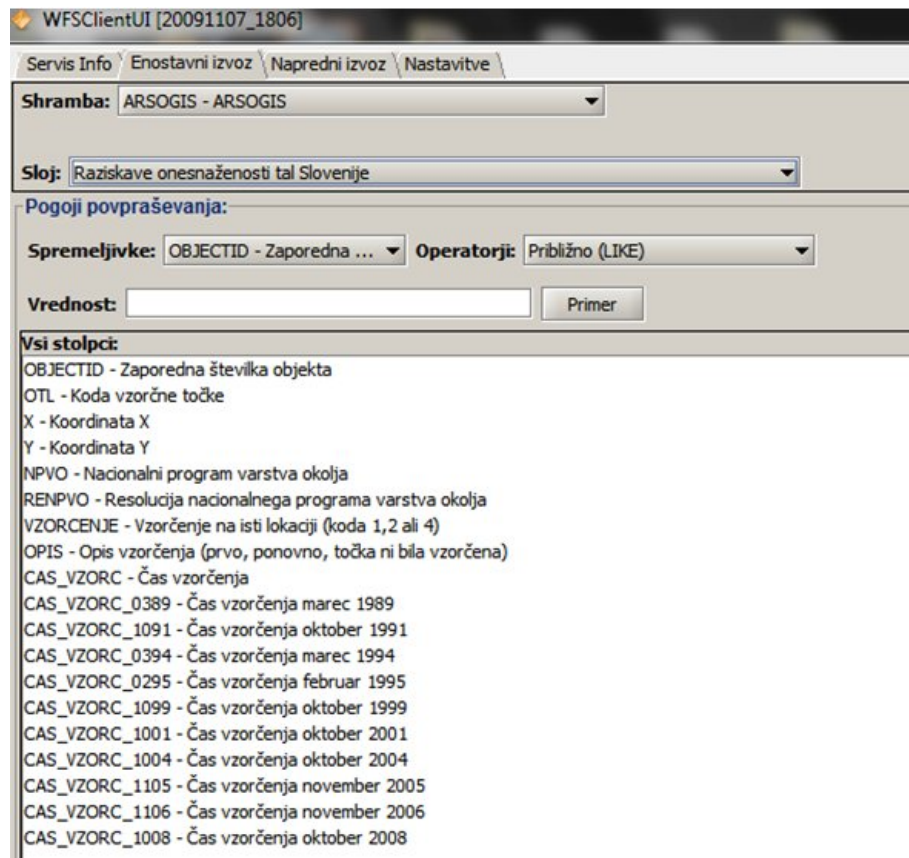 WFSClientUI [20091107_1806]
Servis Info Enostavni izvoz Napredni izvoz Nastavitve
Shramba: ARSOGIS - ARSOGIS
Sloj: Raziskave onesnaženosti tal Slovenije
Pogoji povpraševanja:
Spremeljivke: OBJECTID - Zaporedna ... Operatorji: Približno (LIKE)
Vrednost: Primer
Vsi stolpci:
OBJECTID - Zaporedna številka objekta
OTL - Koda vzorčne točke
X - Koordinata X
Y - Koordinata Y
NPVO - Nacionalni program varstva okolja
RENPVO - Resolucija nacionalnega programa varstva okolja
VZORCENJE - Vzorčenje na isti lokaciji (koda 1,2 ali 4)
OPIS - Opis vzorčenja (prvo, ponovno, točka ni bila vzorčena)
CAS_VZORC - Čas vzorčenja
CAS_VZORC_0389 - Čas vzorčenja marec 1989
CAS_VZORC_1091 - Čas vzorčenja oktober 1991
CAS_VZORC_0394 - Čas vzorčenja marec 1994
CAS_VZORC_0295 - Čas vzorčenja februar 1995
CAS_VZORC_1099 - Čas vzorčenja oktober 1999
CAS_VZORC_1001 - Čas vzorčenja oktober 2001
CAS_VZORC_1004 - Čas vzorčenja oktober 2004
CAS_VZORC_1105 - Čas vzorčenja november 2005
CAS_VZORC_1106 - Čas vzorčenja november 2006
CAS_VZORC_1008 - Čas vzorčenja oktober 2008